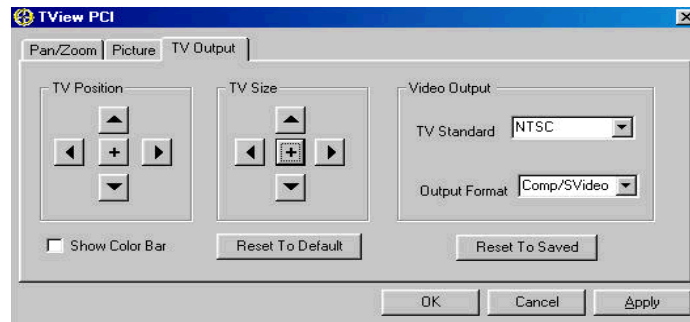 TView PCI
Pan/Zoom Picture TV Output
TV Position
+
TV Size
+
Video Output
TV Standard NTSC
Output Format Comp/SVideo
Show Color Bar
Reset To Default
Reset To Saved
OK Cancel Apply